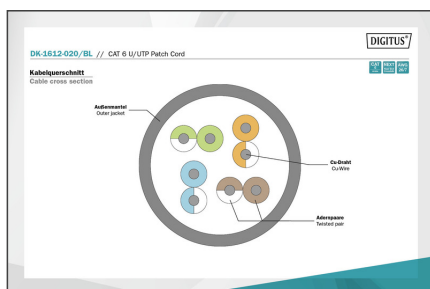 DIGITUS®
DK-1612-020/BL // CAT 6 U/UTP Patch Cord
Kabelquerschnitt
Cable cross section
Außenmantel
Outer jacket
Cu-Draht
Cu-Wire
Adernpaare
Twisted pair